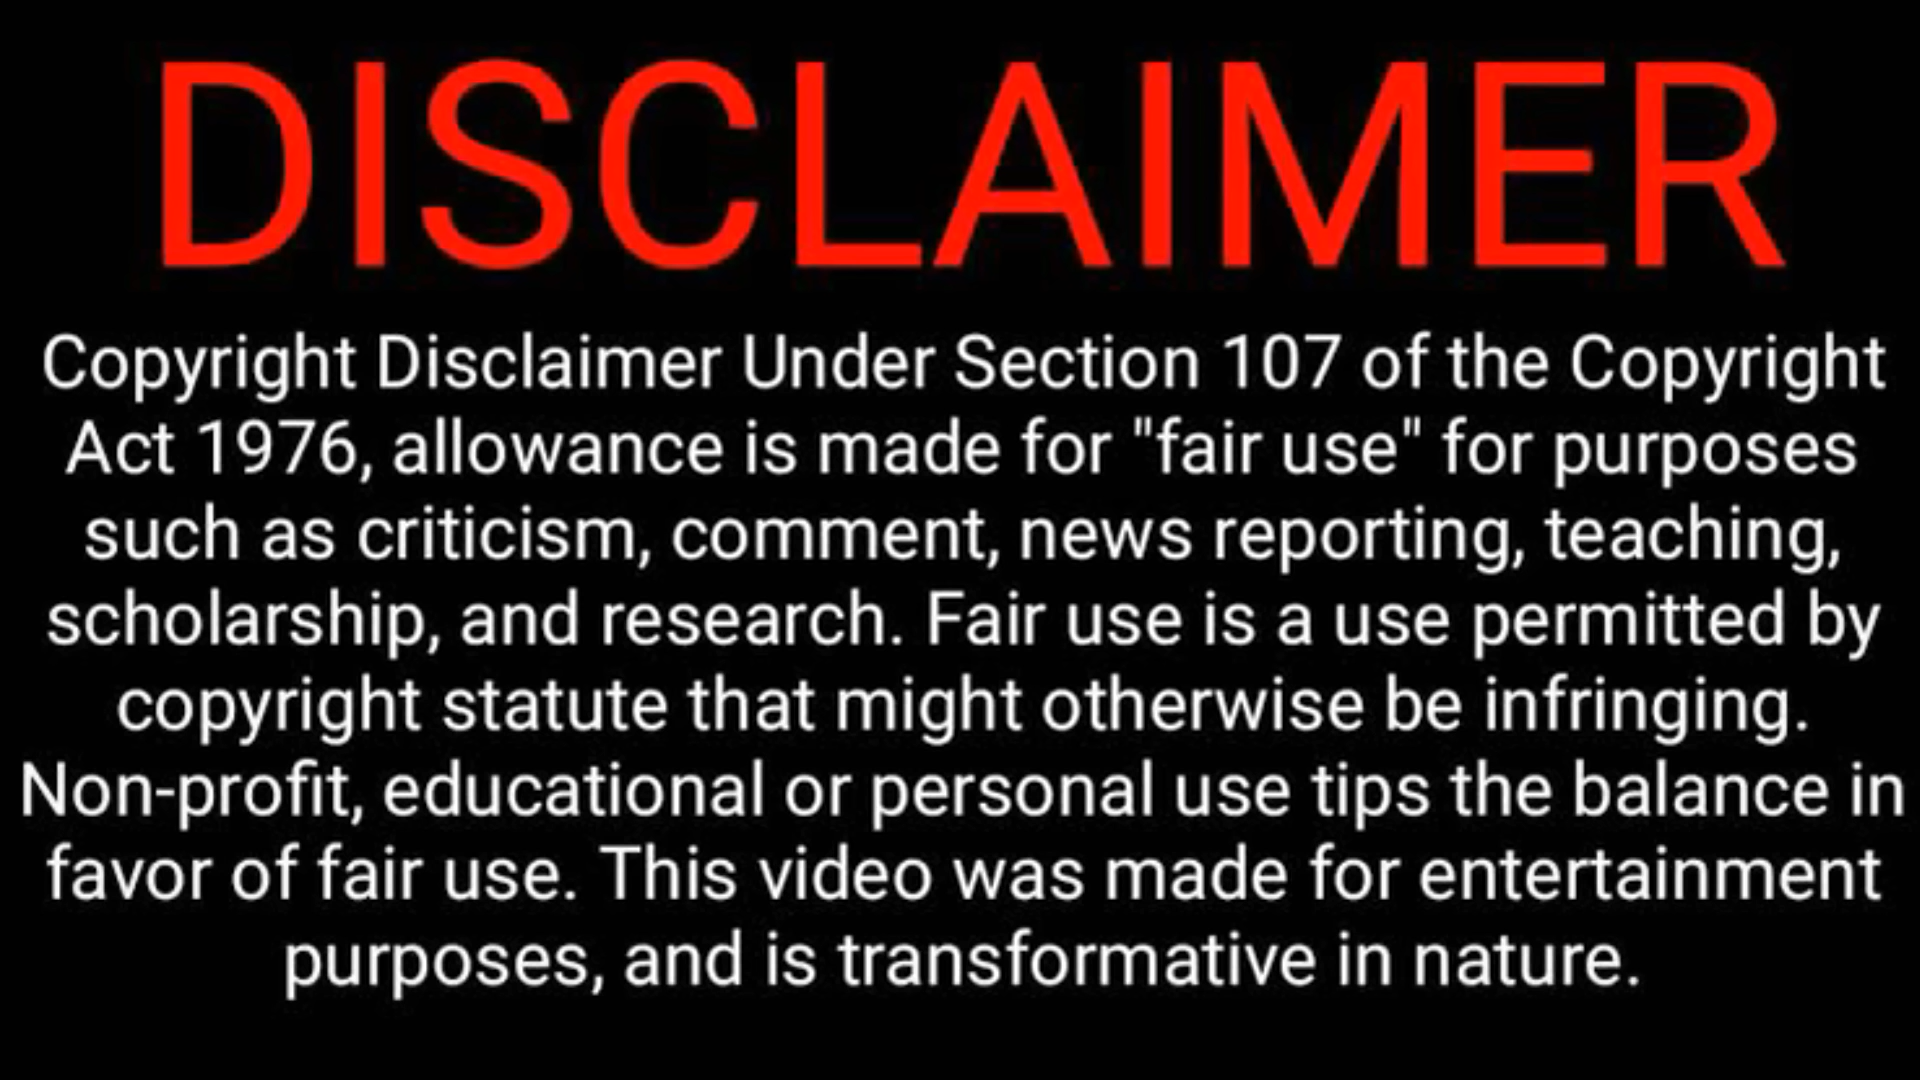 DISCLAIMER
Copyright Disclaimer Under Section 107 of the Copyright
Act 1976, allowance is made for "fair use" for purposes
such as criticism, comment, news reporting, teaching,
scholarship, and research. Fair use is a use permitted by
copyright statute that might otherwise be infringing.
Non-profit, educational or personal use tips the balance in
favor of fair use. This video was made for entertainment
purposes, and is transformative in nature.